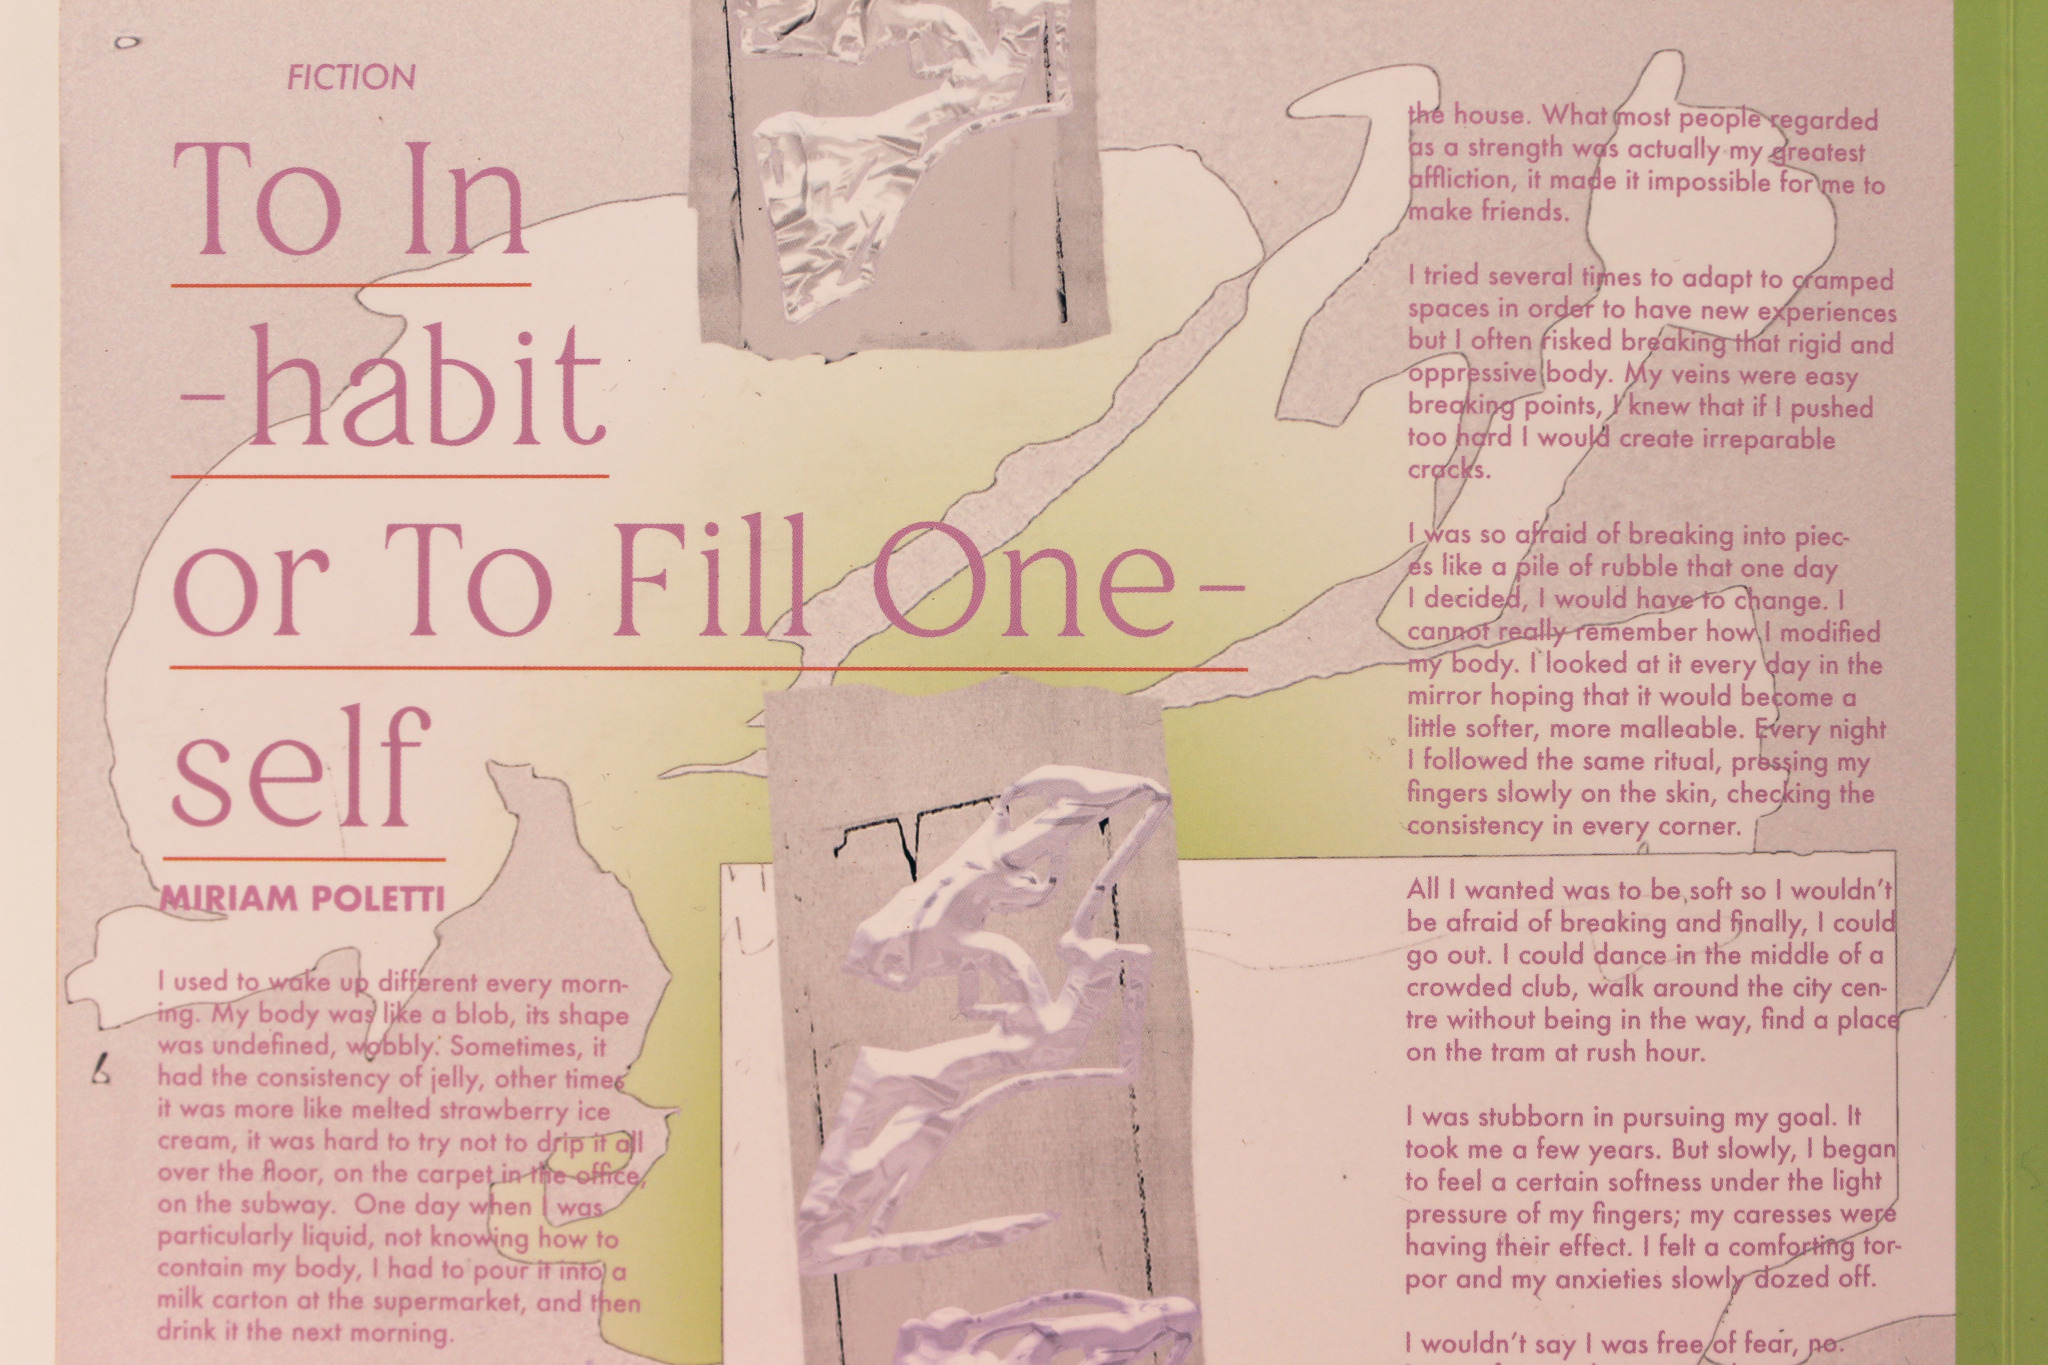 FICTION
To In
-habit
or To Fill One-
self
MIRIAM POLETTI
I used to wake up different every morn-
ing. My body was like a blob, its shape
was undefined, wobbly. Sometimes, it
had the consistency of jelly, other times
it was more like melted strawberry ice
cream, it was hard to try not to drip it all
over the floor, on the carpet in the office,
on the subway. One day when I was
particularly liquid, not knowing how to
contain my body, I had to pour it into a
milk carton at the supermarket, and then
drink it the next morning.
the house. What most people regarded
as a strength was actually my greatest
affliction, it made it impossible for me to
make friends.
I tried several times to adapt to cramped
spaces in order to have new experiences
but I often risked breaking that rigid and
oppressive body. My veins were easy
breaking points, I knew that if I pushed
too hard I would create irreparable
cracks.
I was so afraid of breaking into piec-
es like a pile of rubble that one day
I decided, I would have to change. I
cannot really remember how I modified
my body. I looked at it every day in the
mirror hoping that it would become a
little softer, more malleable. Every night
I followed the same ritual, pressing my
fingers slowly on the skin, checking the
consistency in every corner.
All I wanted was to be soft so I wouldn't
be afraid of breaking and finally, I could
go out. I could dance in the middle of a
crowded club, walk around the city cen-
tre without being in the way, find a place
on the tram at rush hour.
I was stubborn in pursuing my goal. It
took me a few years. But slowly, I began
to feel a certain softness under the light
pressure of my fingers; my caresses were
having their effect. I felt a comforting tor-
por and my anxieties slowly dozed off.
I wouldn't say I was free of fear, no.